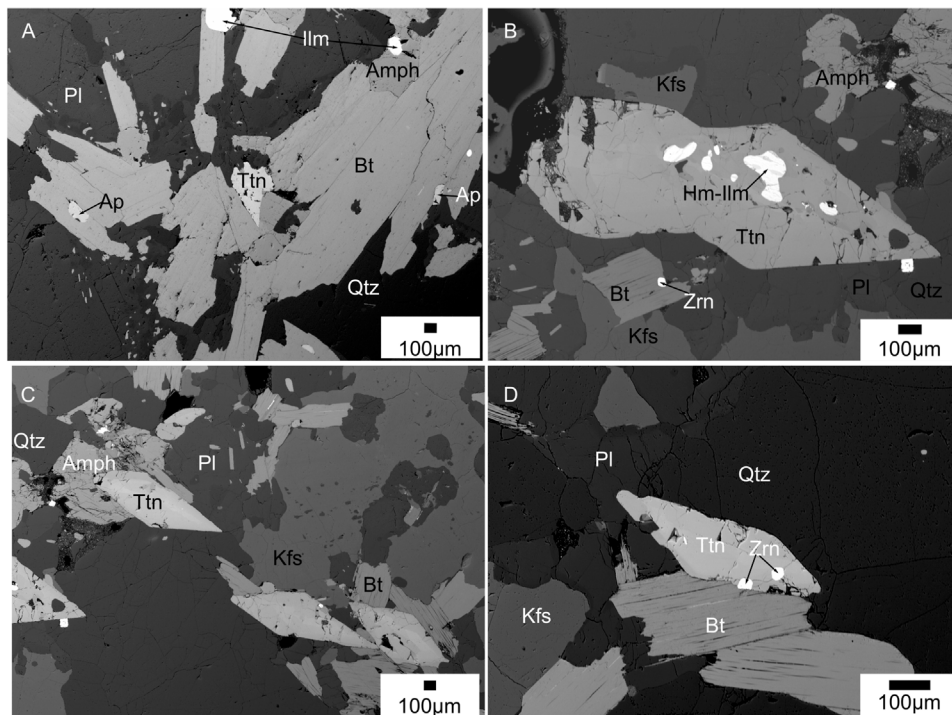 A
Ilm
Amph
Pl
Bt
Ttn
Ap
Ap
Qtz
100µm
B
Kfs
Amph
Hm-Ilm
Ttn
Bt
Zrn
Pl
Qtz
Kfs
100µm
C
Qtz
Pl
Amph
Ttn
Kfs
Bt
100µm
D
Pl
Qtz
Ttn
Zrn
Kfs
Bt
100µm